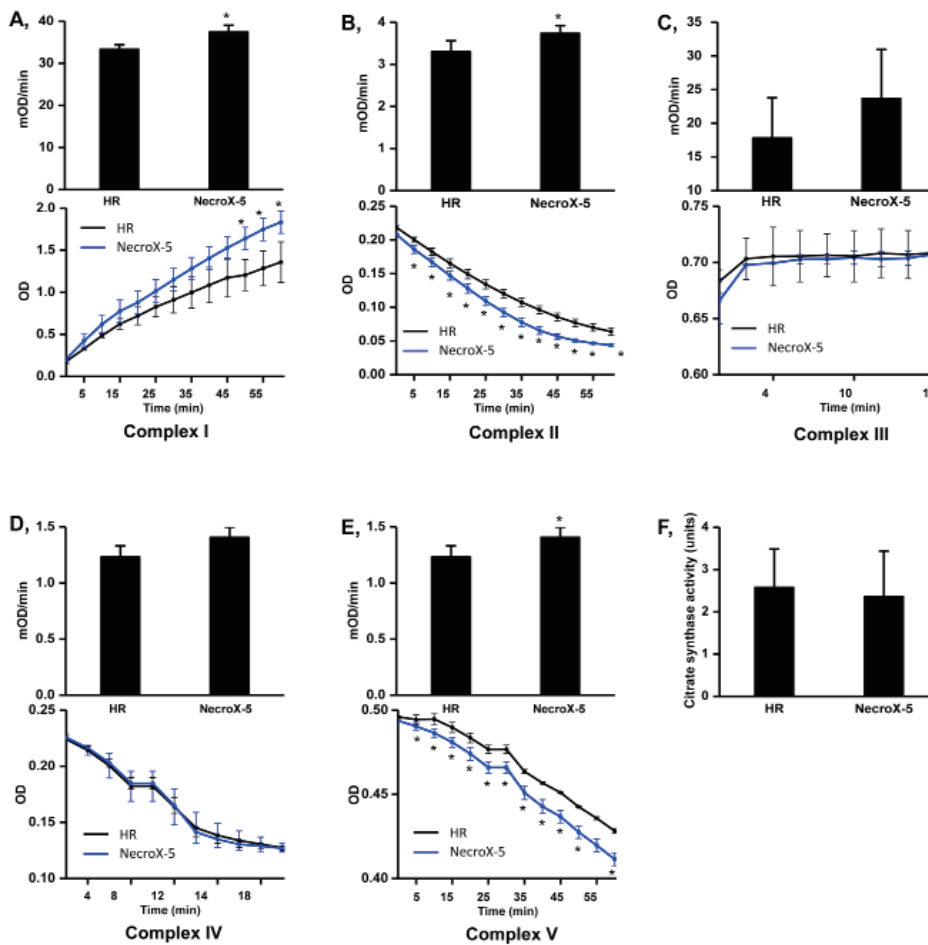 A,
mOD/min
40
30
20
10
0
*
HR
NecroX-5
OD
2.0
1.5
1.0
0.5
0.0
HR
NecroX-5
* * *
5 15 25 35 45 55
Time (min)
Complex I
B,
mOD/min
4
3
2
1
0
*
HR
NecroX-5
OD
0.25
0.20
0.15
0.10
0.05
0.00
HR
NecroX-5
* * * * * * * * * * * *
5 15 25 35 45 55
Time (min)
Complex II
C,
mOD/min
35
30
25
20
15
10
HR
NecroX-5
OD
0.75
0.70
0.65
0.60
HR
NecroX-5
4 10 1
Time (min)
Complex III
D,
mOD/min
1.5
1.0
0.5
0.0
HR
NecroX-5
OD
0.25
0.20
0.15
0.10
HR
NecroX-5
4 8 12 14 18
Time (min)
Complex IV
E,
mOD/min
1.5
1.0
0.5
0.0
*
HR
NecroX-5
OD
0.50
0.45
0.40
HR
NecroX-5
* * * * * * * * * * *
5 15 25 35 45 55
Time (min)
Complex V
F,
Citrate synthase activity (units)
4
3
2
1
0
HR
NecroX-5